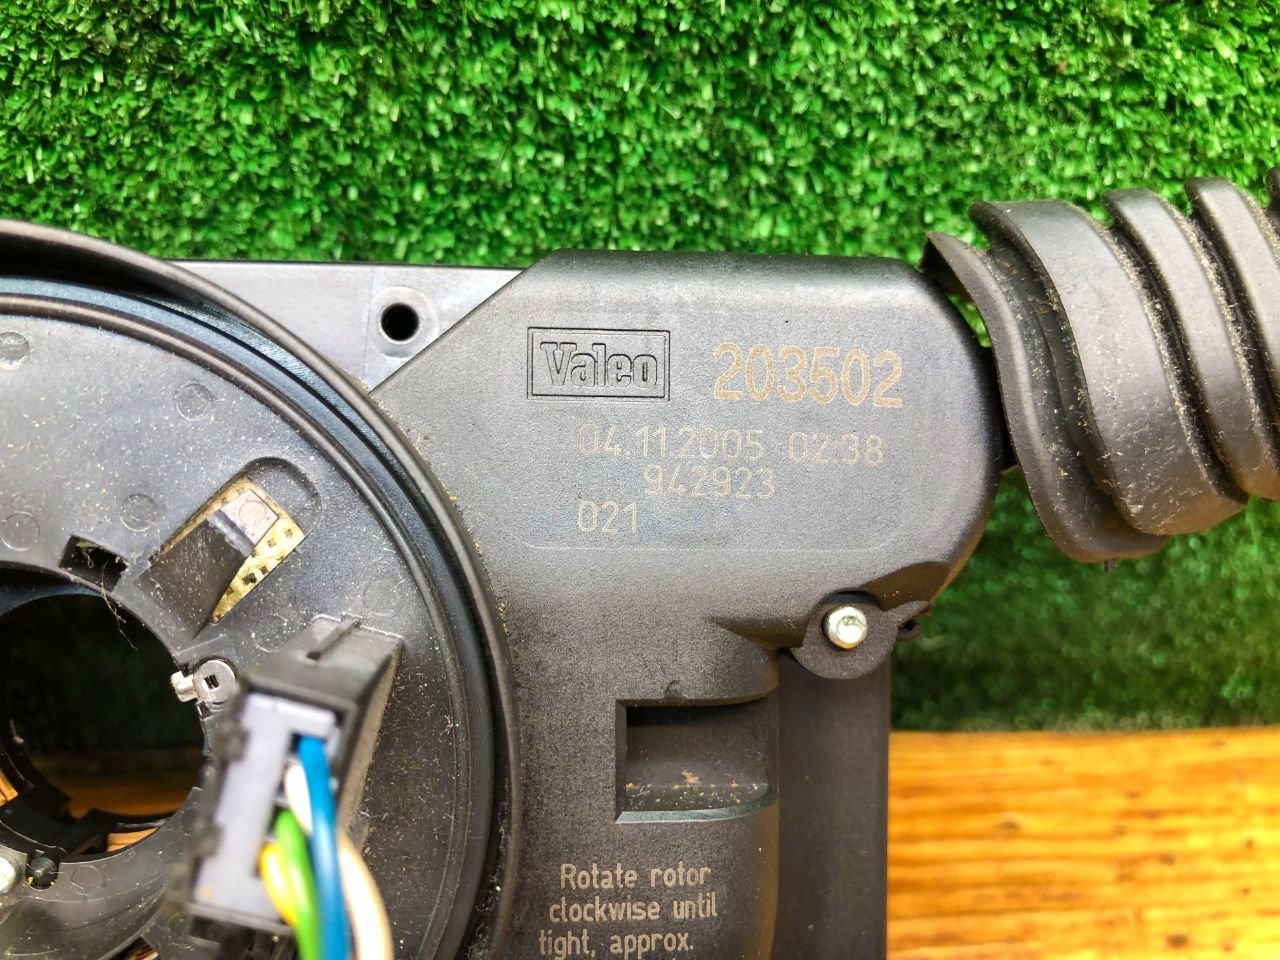 Valeo 203502
04.11.2005 02:38
942923
021
Rotate rotor
clockwise until
tight, approx.